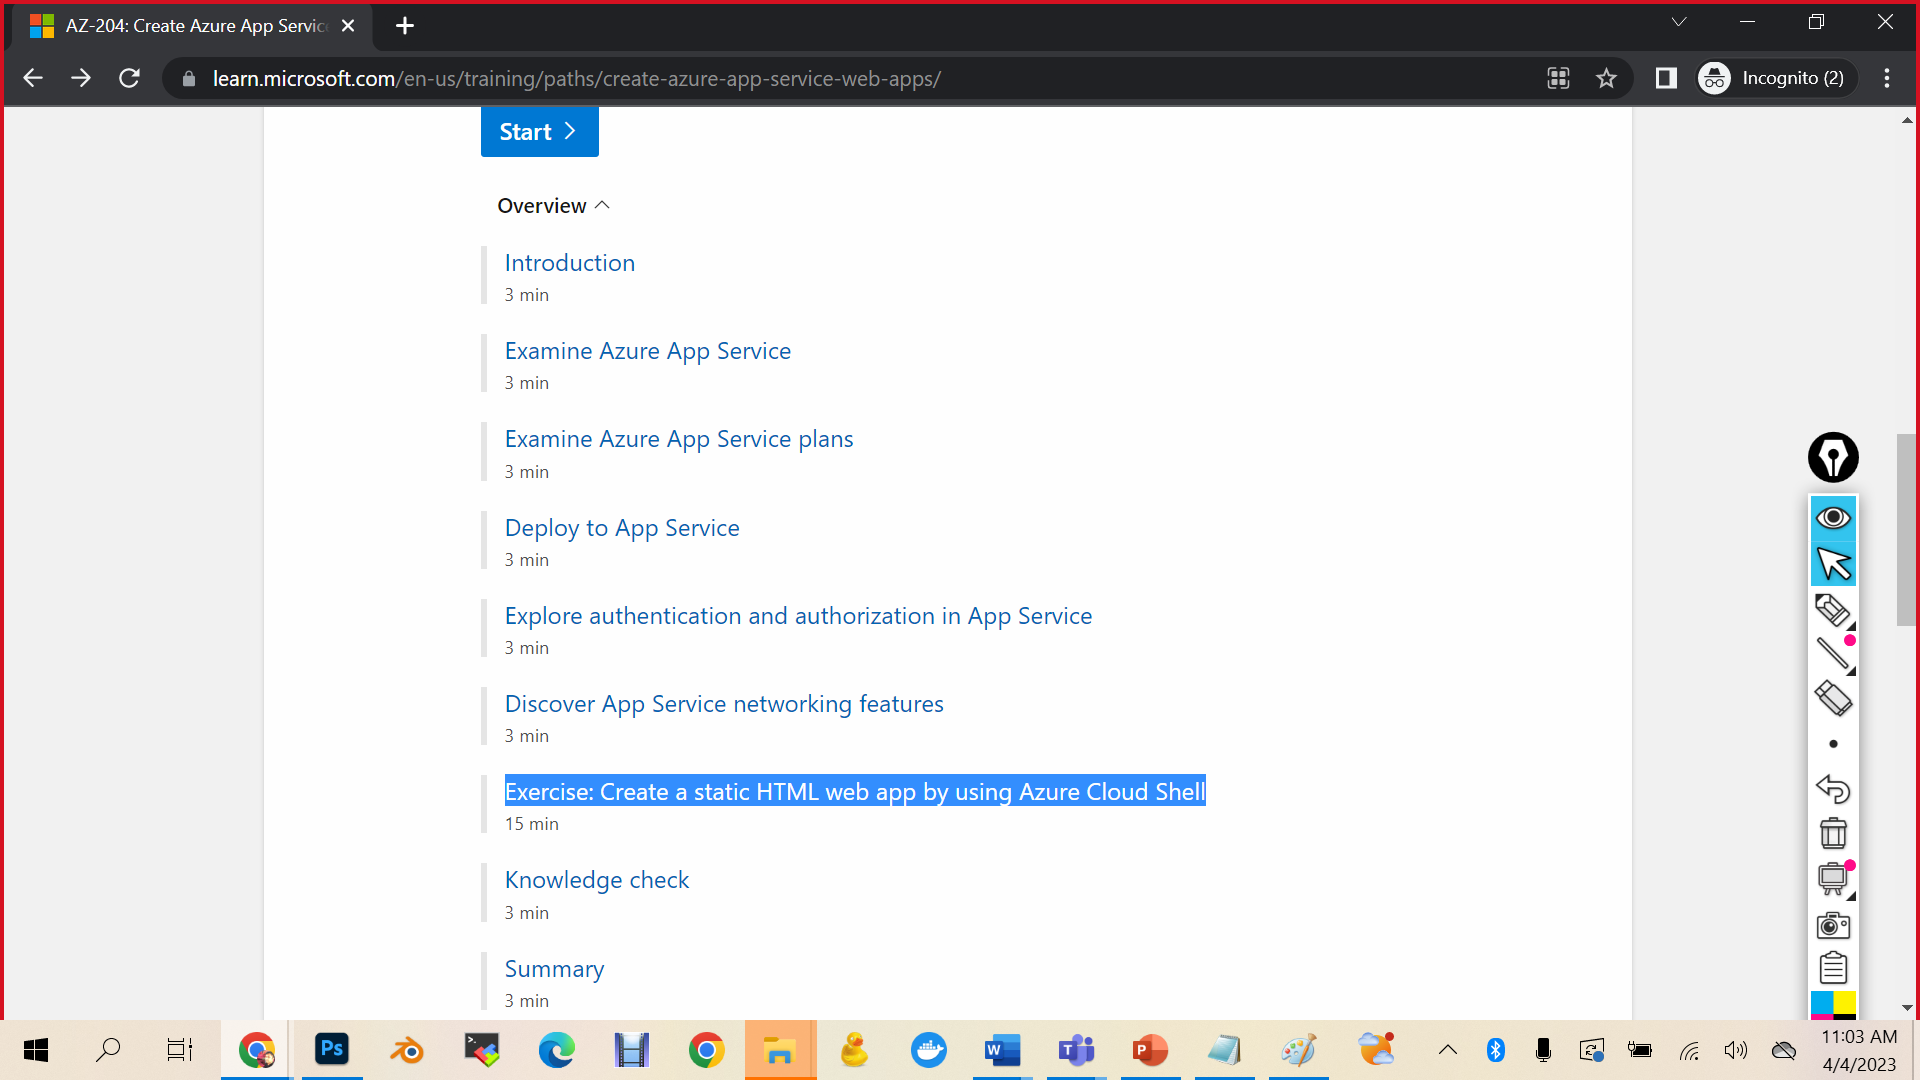 AZ-204: Create Azure App Servic
learn.microsoft.com/en-us/training/paths/create-azure-app-service-web-apps/
Incognito (2)
Start
Overview
Introduction
3 min
Examine Azure App Service
3 min
Examine Azure App Service plans
3 min
Deploy to App Service
3 min
Explore authentication and authorization in App Service
3 min
Discover App Service networking features
3 min
Exercise: Create a static HTML web app by using Azure Cloud Shell
15 min
Knowledge check
3 min
Summary
3 min
Ps
W
T
P
11:03 AM
4/4/2023